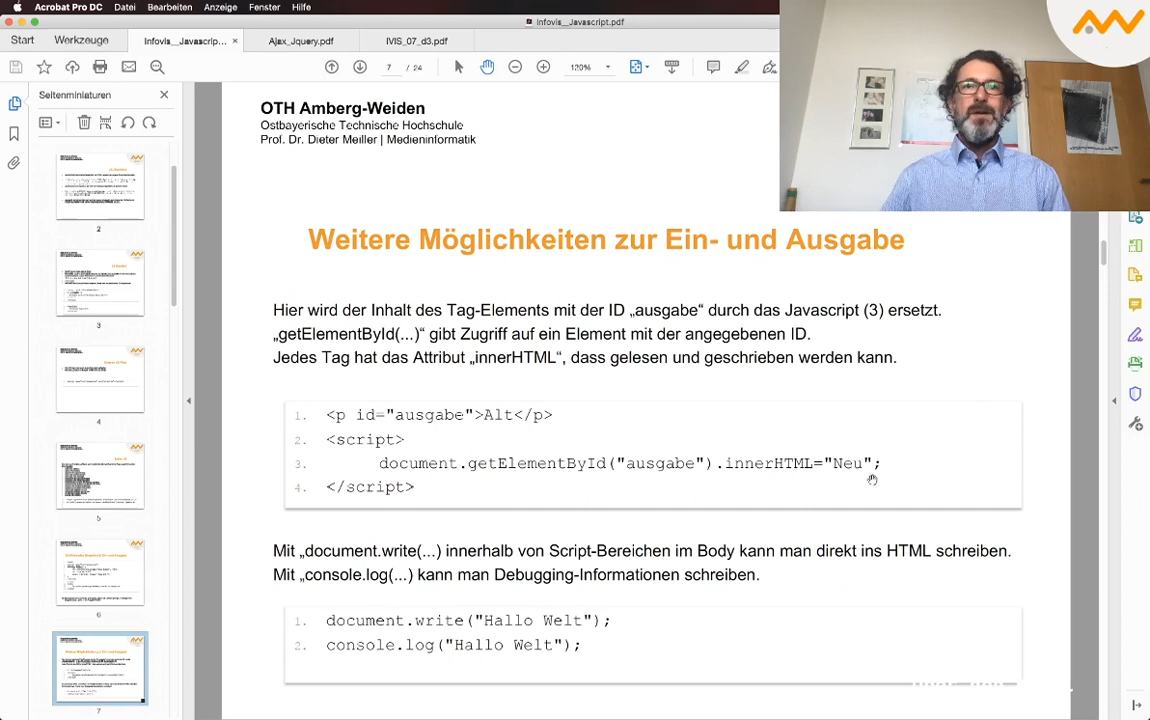 Acrobat Pro DC Datei Bearbeiten Anzeige Fenster Hilfe
Infovis_Javascript.pdf
Start Werkzeuge Infovis__Javascrip... × Ajax_Jquery.pdf IVIS_07_d3.pdf
7 / 24 120%
Seitenminiaturen
2
3
4
5
6
7
OTH Amberg-Weiden
Ostbayerische Technische Hochschule
Prof. Dr. Dieter Meiller | Medieninformatik
Weitere Möglichkeiten zur Ein- und Ausgabe
Hier wird der Inhalt des Tag-Elements mit der ID „ausgabe“ durch das Javascript (3) ersetzt.
„getElementById(...)“ gibt Zugriff auf ein Element mit der angegebenen ID.
Jedes Tag hat das Attribut „innerHTML“, dass gelesen und geschrieben werden kann.
1. <p id="ausgabe">Alt</p>
2. <script>
3. document.getElementById("ausgabe").innerHTML="Neu";
4. </script>
Mit „document.write(...) innerhalb von Script-Bereichen im Body kann man direkt ins HTML schreiben.
Mit „console.log(...) kann man Debugging-Informationen schreiben.
1. document.write("Hallo Welt");
2. console.log("Hallo Welt");